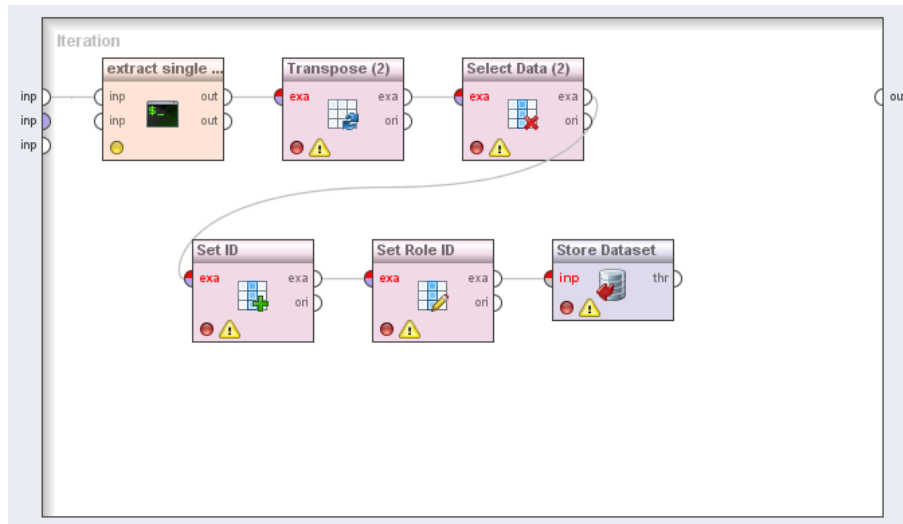 Iteration
extract single ...
Transpose (2)
Select Data (2)
inp
inp
out
exa
exa
exa
exa
ou
inp
inp
out
ori
ori
inp
Set ID
Set Role ID
Store Dataset
exa
exa
exa
exa
inp
thr
ori
ori